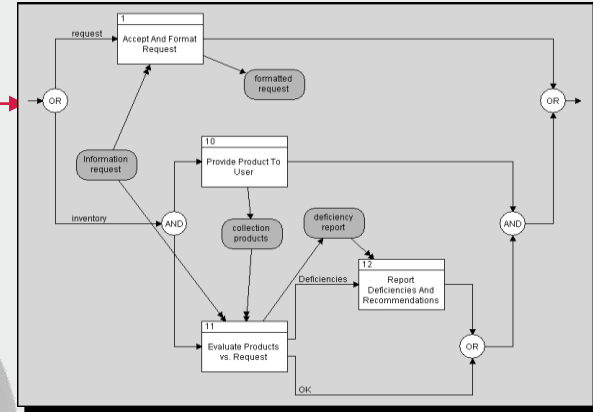 1
request
Accept And Format
Request
formatted
request
OR
OR
10
Information
request
Provide Product To
User
inventory
AND
collection
products
deficiency
report
AND
12
Deficiencies
Report
Deficiencies And
Recommendations
11
Evaluate Products
vs. Request
OR
OK